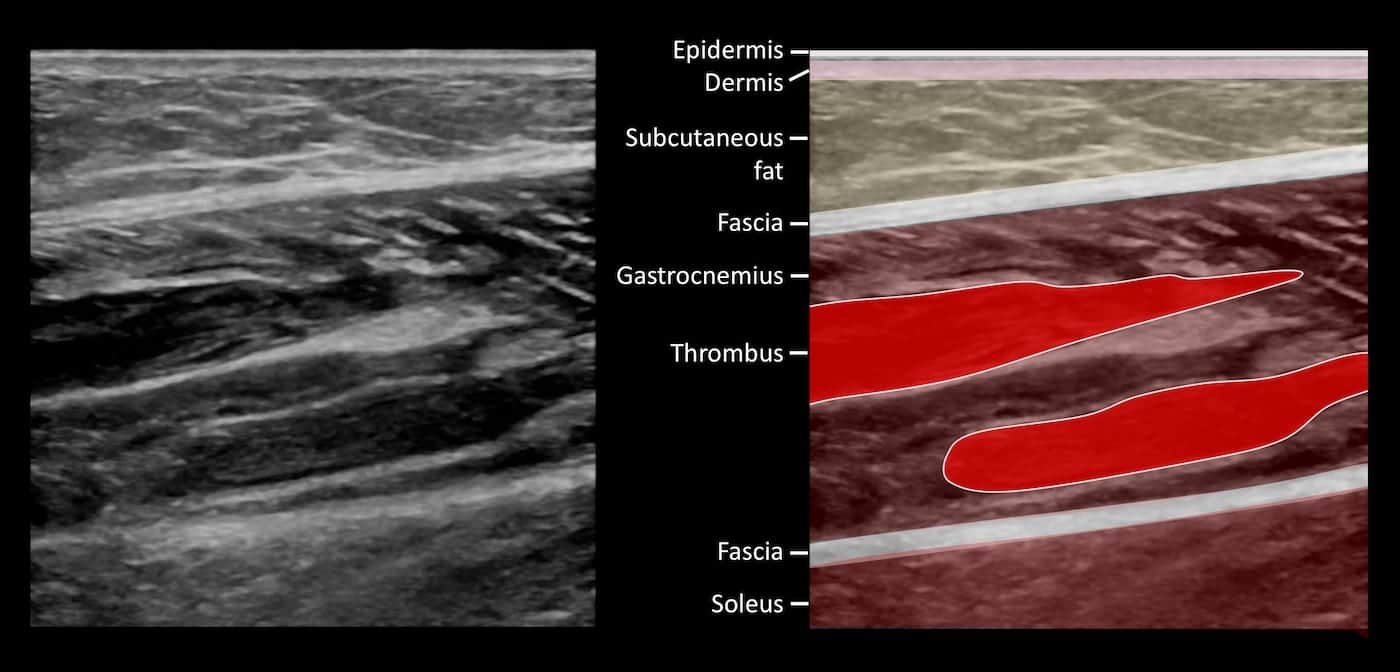 Epidermis
Dermis
Subcutaneous
fat
Fascia
Gastrocnemius
Thrombus
Fascia
Soleus